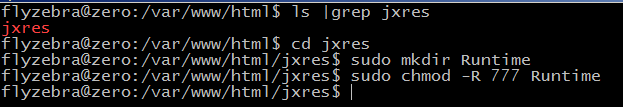 flyzebra@zero:/var/www/html$ ls |grep jxres
jxres
flyzebra@zero:/var/www/html$ cd jxres
flyzebra@zero:/var/www/html/jxres$ sudo mkdir Runtime
flyzebra@zero:/var/www/html/jxres$ sudo chmod -R 777 Runtime
flyzebra@zero:/var/www/html/jxres$